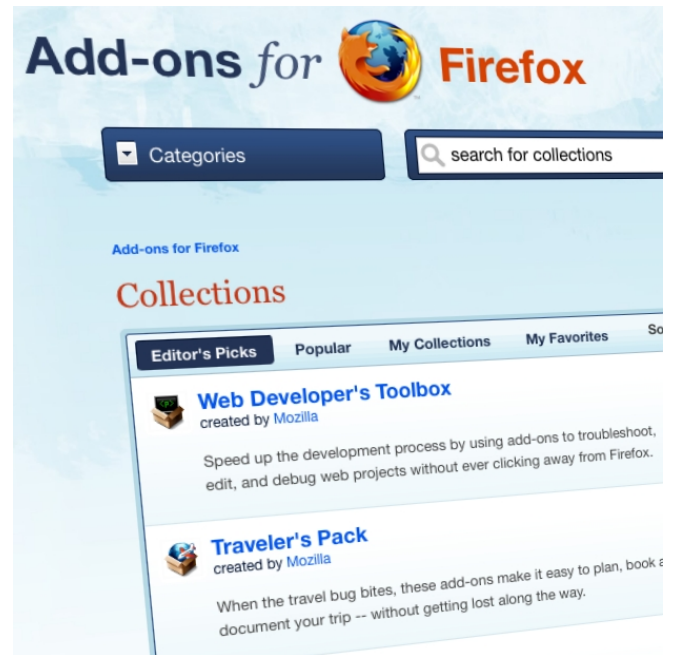 Add-ons for Firefox
Categories
search for collections
Add-ons for Firefox
Collections
Editor's Picks Popular My Collections My Favorites
Web Developer's Toolbox
created by Mozilla
Speed up the development process by using add-ons to troubleshoot,
edit, and debug web projects without ever clicking away from Firefox.
Traveler's Pack
created by Mozilla
When the travel bug bites, these add-ons make it easy to plan, book
document your trip -- without getting lost along the way.